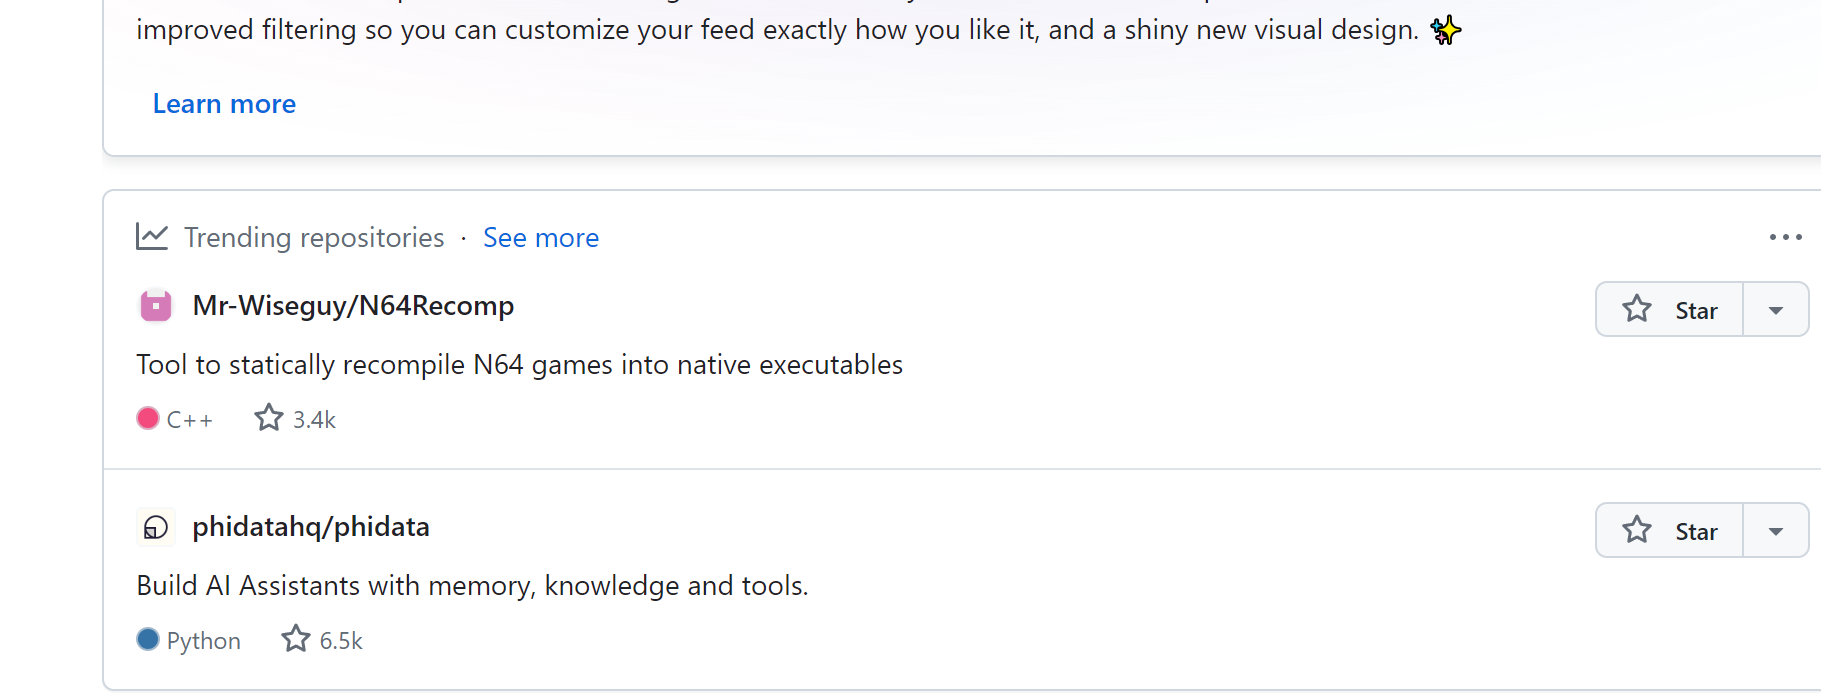 improved filtering so you can customize your feed exactly how you like it, and a shiny new visual design. ✨
Learn more
Trending repositories · See more
Mr-Wiseguy/N64Recomp
Star
Tool to statically recompile N64 games into native executables
C++ 3.4k
phidatahq/phidata
Star
Build AI Assistants with memory, knowledge and tools.
Python 6.5k